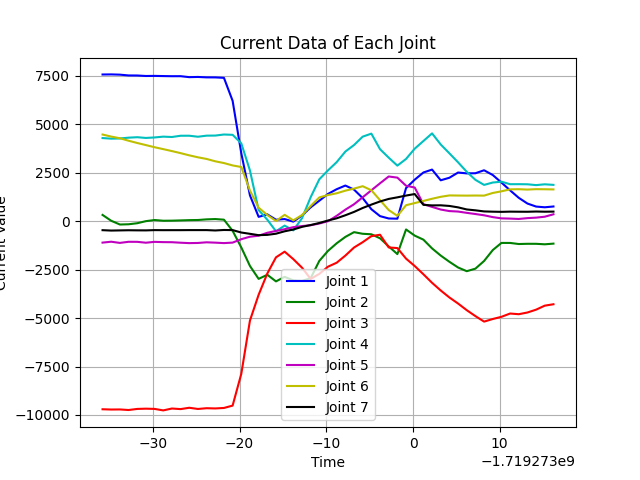 Current Data of Each Joint
7500
5000
2500
0
−2500
−5000
−7500
−10000
Current Value
Joint 1
Joint 2
Joint 3
Joint 4
Joint 5
Joint 6
Joint 7
−30 −20 −10 0 10
Time
−1.719273e9